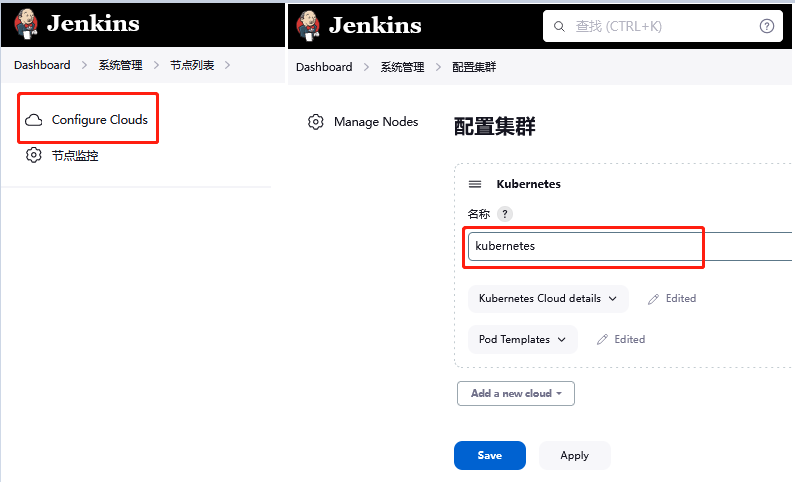 Jenkins
Dashboard > 系统管理 > 节点列表 >
Configure Clouds
节点监控
Jenkins
查找 (CTRL+K)
?
Dashboard > 系统管理 > 配置集群
Manage Nodes
配置集群
Kubernetes
名称 ?
kubernetes
Kubernetes Cloud details
Edited
Pod Templates
Edited
Add a new cloud
Save
Apply